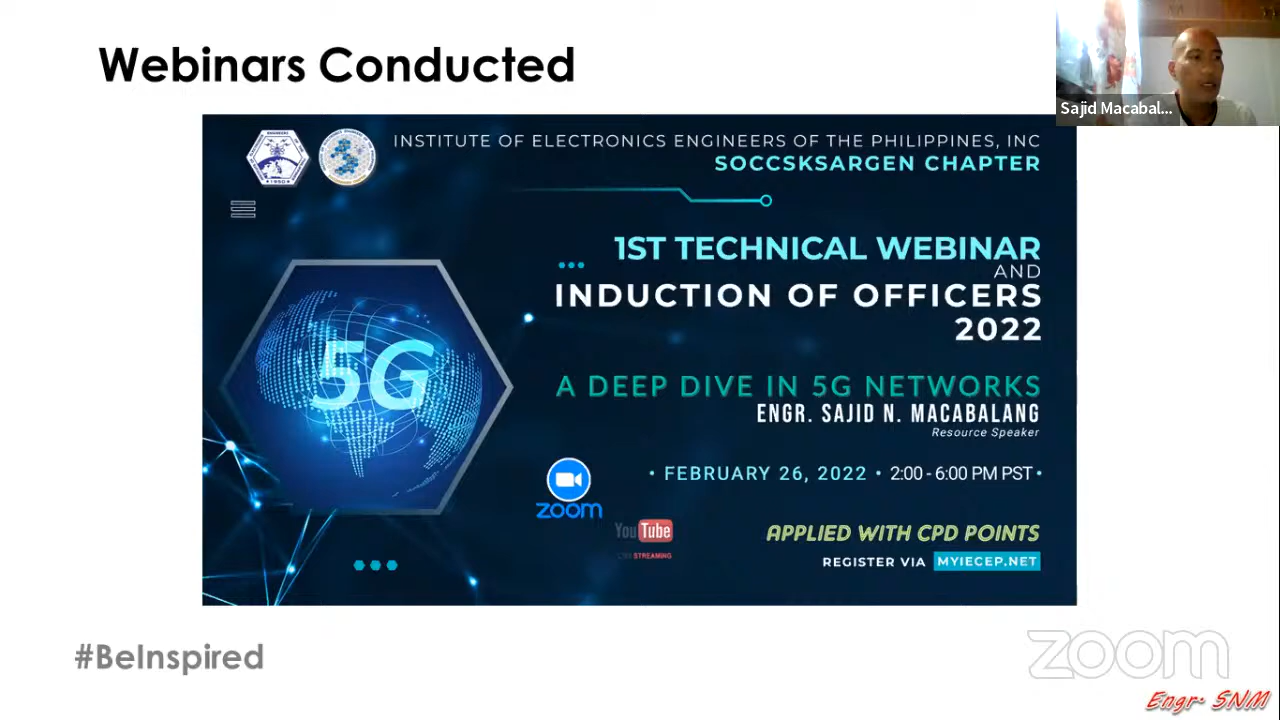 Webinars Conducted
Sajid Macabal...
INSTITUTE OF ELECTRONICS ENGINEERS OF THE PHILIPPINES, INC
SOCCSKSARGEN CHAPTER
1ST TECHNICAL WEBINAR
AND
INDUCTION OF OFFICERS
2022
5G
A DEEP DIVE IN 5G NETWORKS
ENGR. SAJID N. MACABALANG
Resource Speaker
• FEBRUARY 26, 2022 • 2:00 - 6:00 PM PST •
zoom
YouTube
STREAMING
APPLIED WITH CPD POINTS
REGISTER VIA MYIECEP.NET
#BeInspired
zoom
Engr. SNM